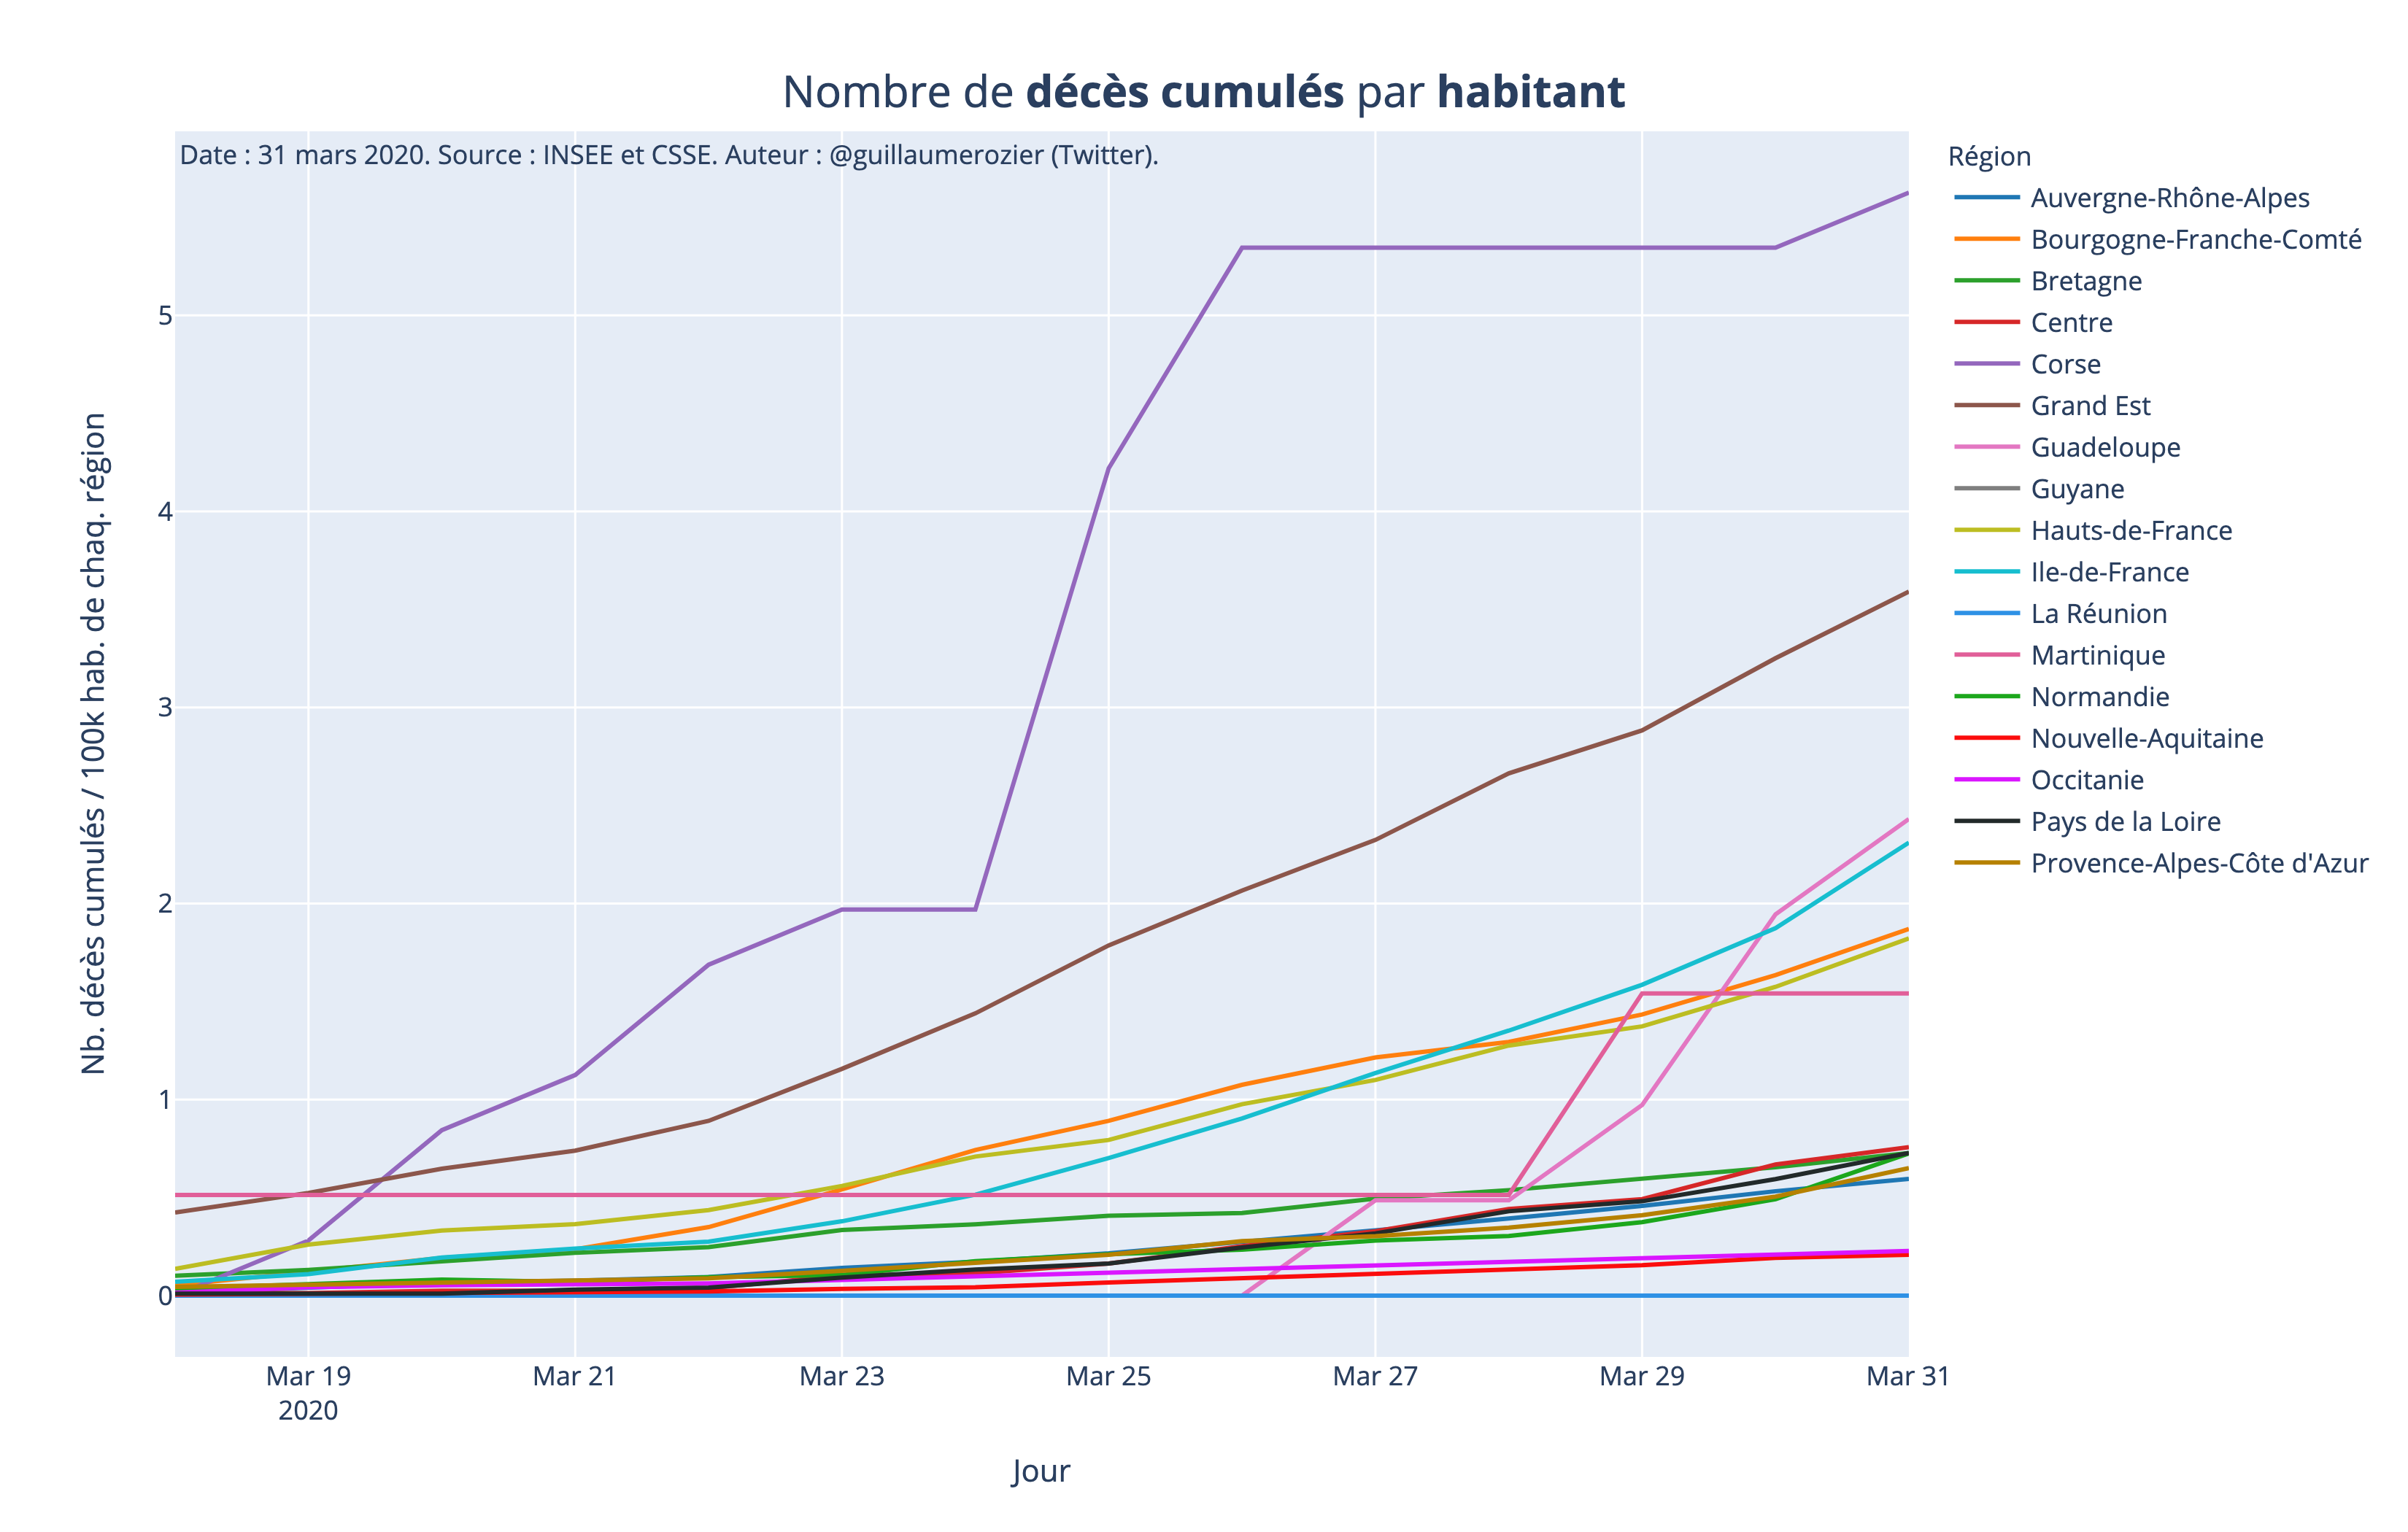 Nombre de décès cumulés par habitant
Date : 31 mars 2020. Source : INSEE et CSSE. Auteur : @guillaumerozier (Twitter).
Nb. décès cumulés / 100k hab. de chaq. région
5
4
3
2
1
0
Mar 19
2020
Mar 21
Mar 23
Mar 25
Mar 27
Mar 29
Mar 31
Jour
Région
Auvergne-Rhône-Alpes
Bourgogne-Franche-Comté
Bretagne
Centre
Corse
Grand Est
Guadeloupe
Guyane
Hauts-de-France
Ile-de-France
La Réunion
Martinique
Normandie
Nouvelle-Aquitaine
Occitanie
Pays de la Loire
Provence-Alpes-Côte d'Azur